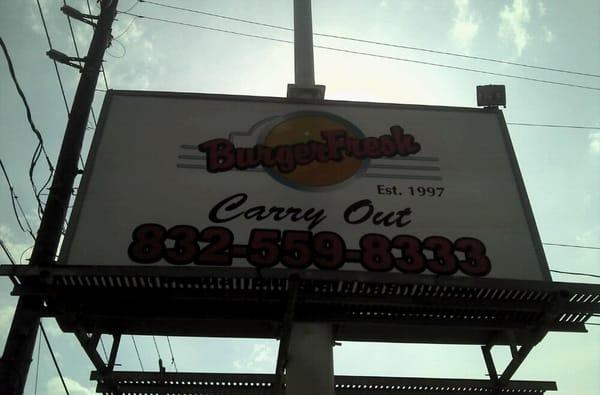 BurgerFresh
Est. 1997
Carry Out
832-559-8333